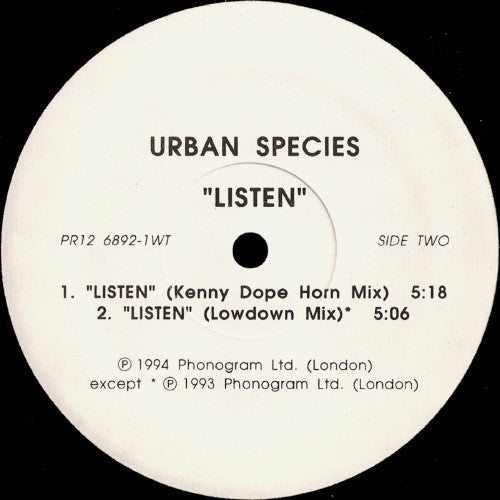 URBAN SPECIES
"LISTEN"
PR12 6892-1WT SIDE TWO
1. "LISTEN" (Kenny Dope Horn Mix) 5:18
2. "LISTEN" (Lowdown Mix)* 5:06
℗ 1994 Phonogram Ltd. (London)
except * ℗ 1993 Phonogram Ltd. (London)